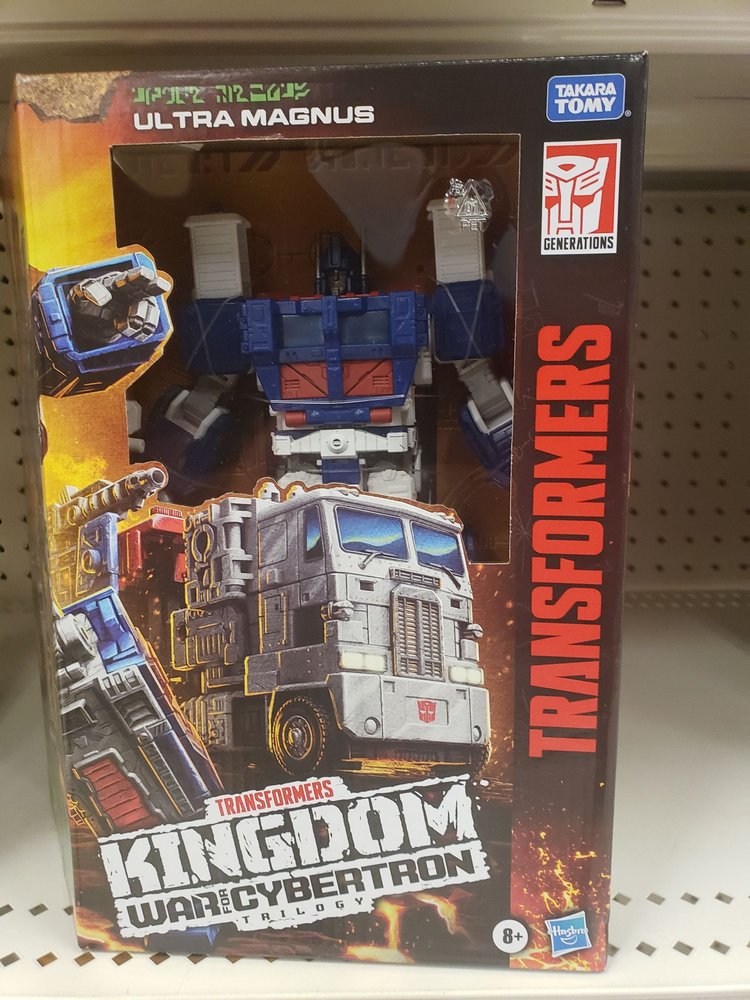 ULTRA MAGNUS
TAKARA
TOMY
®
GENERATIONS
TRANSFORMERS
TRANSFORMERS
KINGDOM
WAR FOR CYBERTRON
TRILOGY
8+
Hasbro